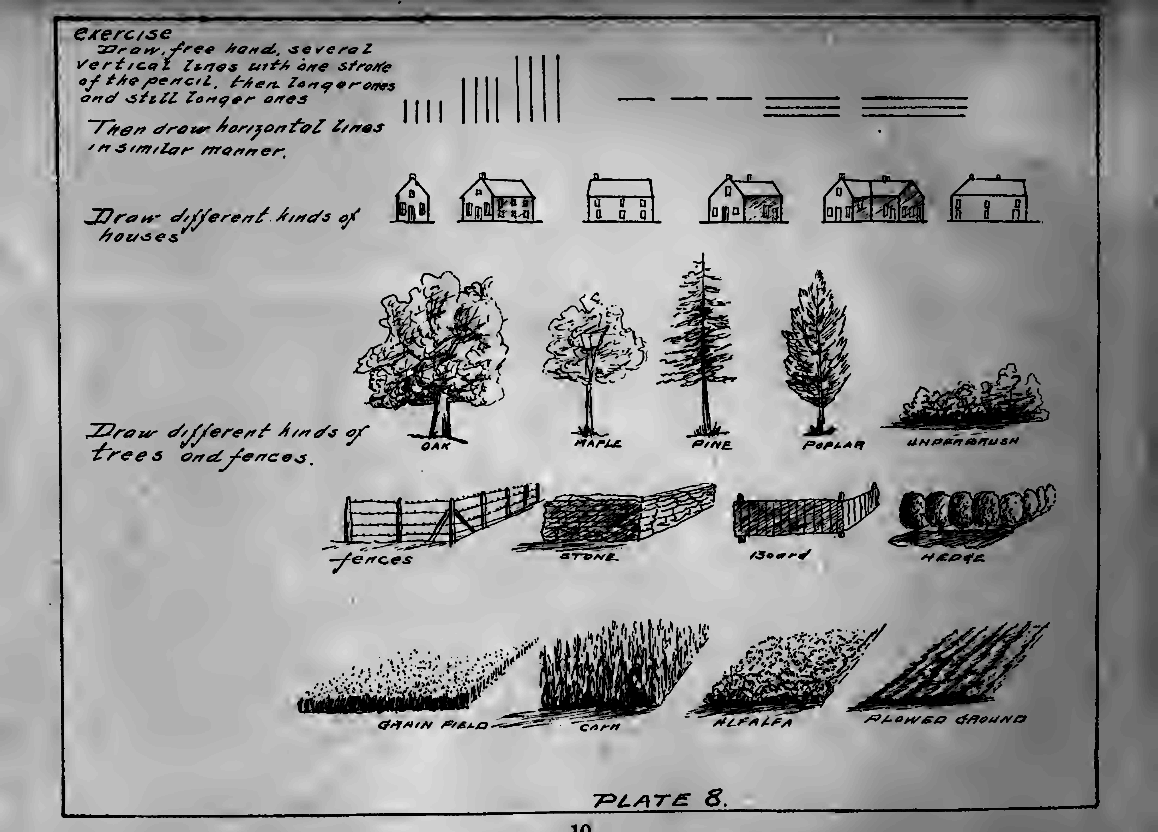 exercise
Draw, free hand, several
vertical lines with one stroke
of the pencil, then longer ones
and still longer ones
Then draw horizontal lines
in similar manner.
Draw different kinds of
houses
Draw different kinds of
trees and fences.
OAK
MAPLE
PINE
POPLAR
UNDERBRUSH
fences
STONE
Board
HEDGE
GRAIN FIELD
CORN
ALFALFA
PLOWED GROUND
PLATE 8.
10